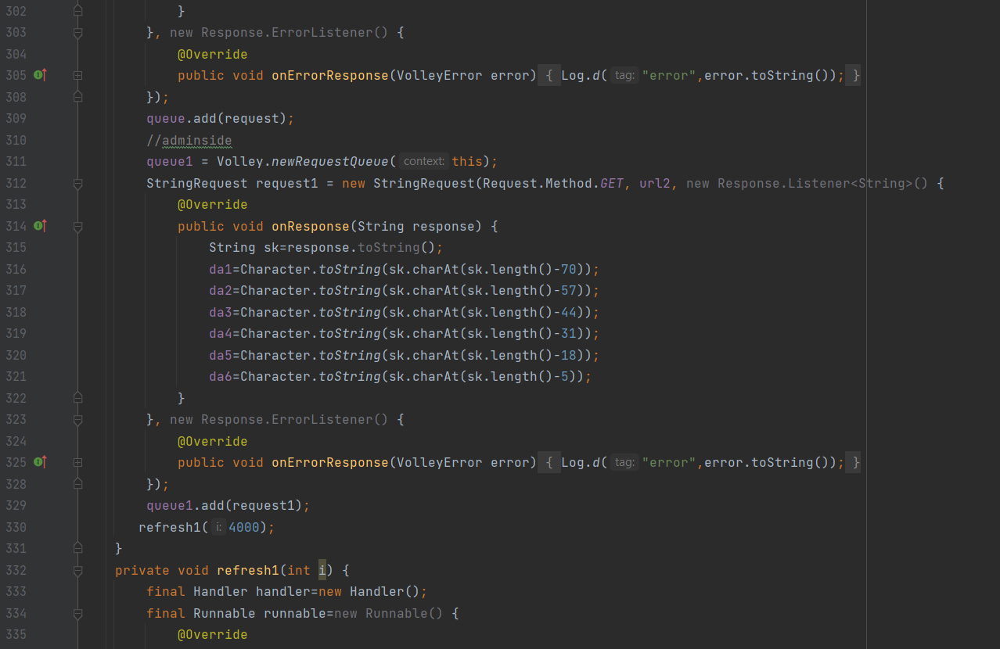 302 }
303 }, new Response.ErrorListener() {
304 @Override
305 public void onErrorResponse(VolleyError error) { Log.d( tag: "error",error.toString()); }
308 });
309 queue.add(request);
310 //adminside
311 queue1 = Volley.newRequestQueue( context: this);
312 StringRequest request1 = new StringRequest(Request.Method.GET, url2, new Response.Listener<String>() {
313 @Override
314 public void onResponse(String response) {
315 String sk=response.toString();
316 da1=Character.toString(sk.charAt(sk.length()-70));
317 da2=Character.toString(sk.charAt(sk.length()-57));
318 da3=Character.toString(sk.charAt(sk.length()-44));
319 da4=Character.toString(sk.charAt(sk.length()-31));
320 da5=Character.toString(sk.charAt(sk.length()-18));
321 da6=Character.toString(sk.charAt(sk.length()-5));
322 }
323 }, new Response.ErrorListener() {
324 @Override
325 public void onErrorResponse(VolleyError error) { Log.d( tag: "error",error.toString()); }
328 });
329 queue1.add(request1);
330 refresh1( i: 4000);
331 }
332 private void refresh1(int i) {
333 final Handler handler=new Handler();
334 final Runnable runnable=new Runnable() {
335 @Override